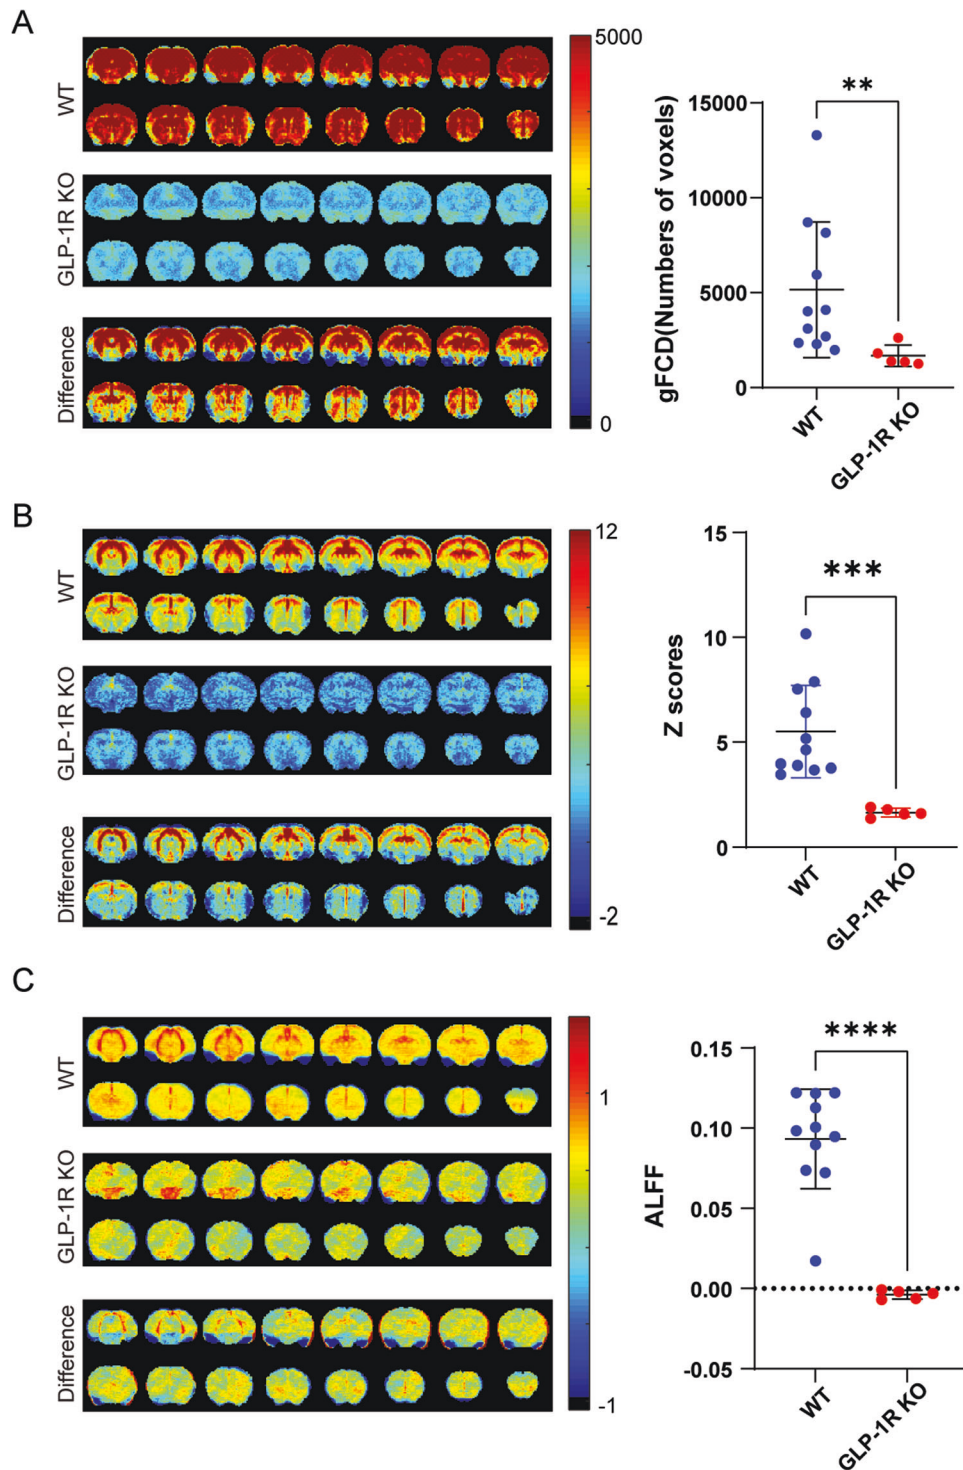 A
WT
GLP-1R KO
Difference
5000
0
gFCD(Numbers of voxels)
15000
10000
5000
0
**
WT
GLP-1R KO
B
WT
GLP-1R KO
Difference
12
-2
Z scores
15
10
5
0
***
WT
GLP-1R KO
C
WT
GLP-1R KO
Difference
1
-1
ALFF
0.15
0.10
0.05
0.00
-0.05
****
WT
GLP-1R KO